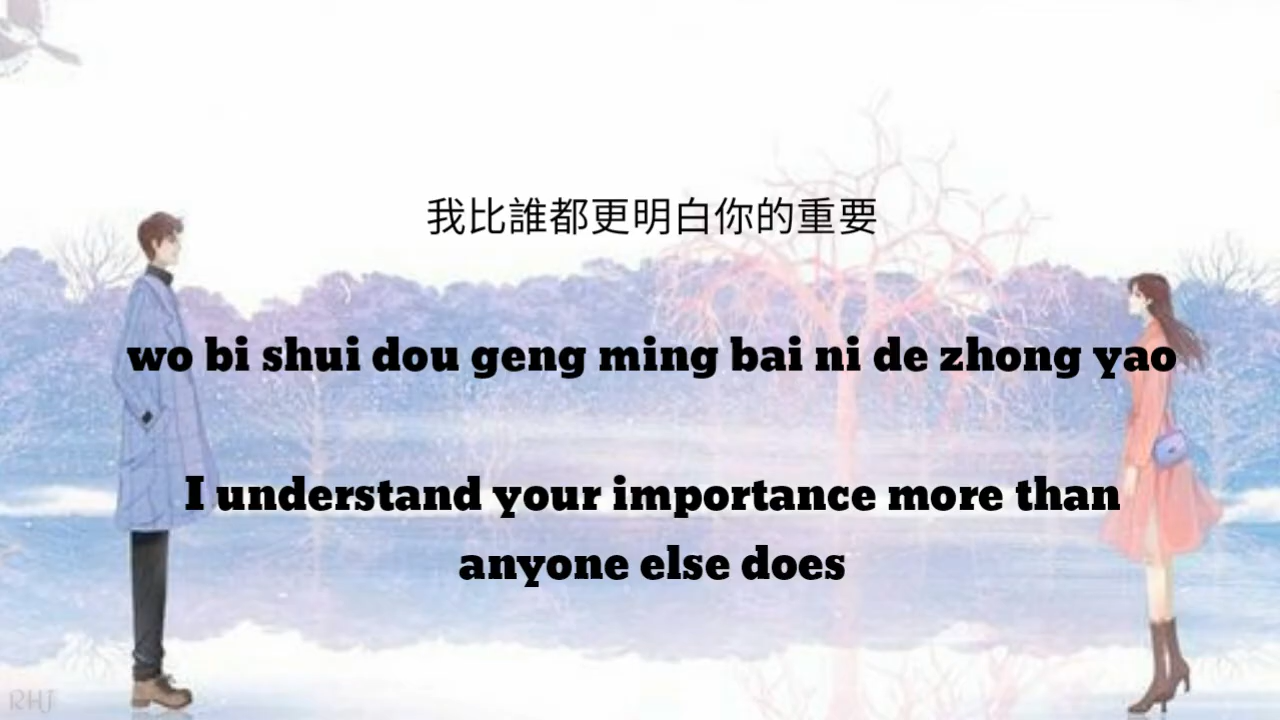 我比誰都更明白你的重要
wo bi shui dou geng ming bai ni de zhong yao
I understand your importance more than
anyone else does
RHJ